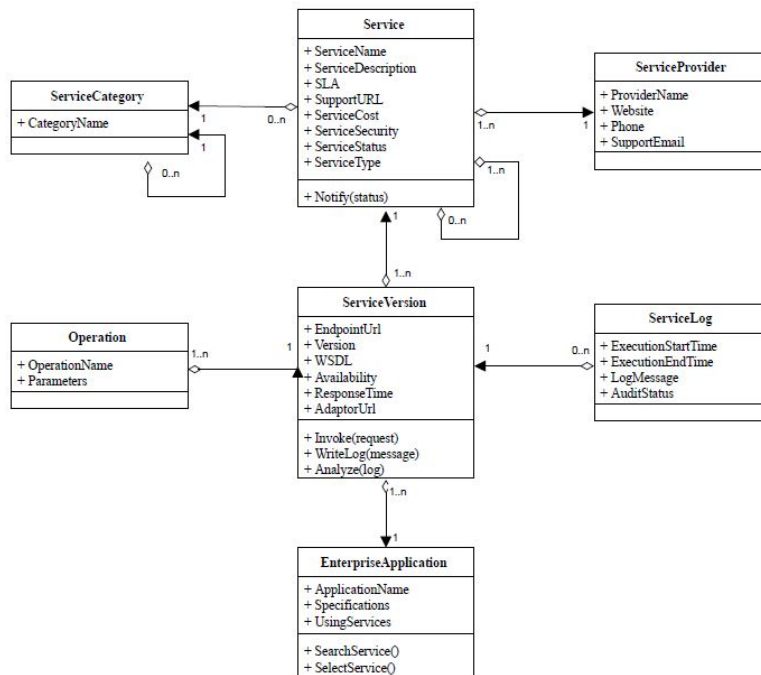 Service
+ ServiceName
+ ServiceDescription
+ SLA
+ SupportURL
+ ServiceCost
+ ServiceSecurity
+ ServiceStatus
+ ServiceType
+ Notify(status)
ServiceCategory
+ CategoryName
1
0..n
1
0..n
ServiceProvider
+ ProviderName
+ Website
+ Phone
+ SupportEmail
1..n
1
1..n
0..n
1
1..n
ServiceVersion
+ EndpointUrl
+ Version
+ WSDL
+ Availability
+ ResponseTime
+ AdaptorUrl
+ Invoke(request)
+ WriteLog(message)
+ Analyze(log)
Operation
+ OperationName
+ Parameters
1..n
1
ServiceLog
+ ExecutionStartTime
+ ExecutionEndTime
+ LogMessage
+ AuditStatus
1
0..n
1..n
1
EnterpriseApplication
+ ApplicationName
+ Specifications
+ UsingServices
+ SearchService()
+ SelectService()